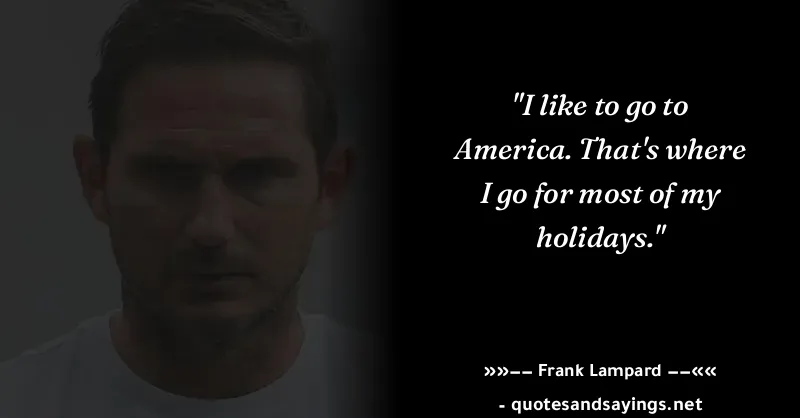 "I like to go to
America. That's where
I go for most of my
holidays."
»»−− Frank Lampard −−««
- quotesandsayings.net